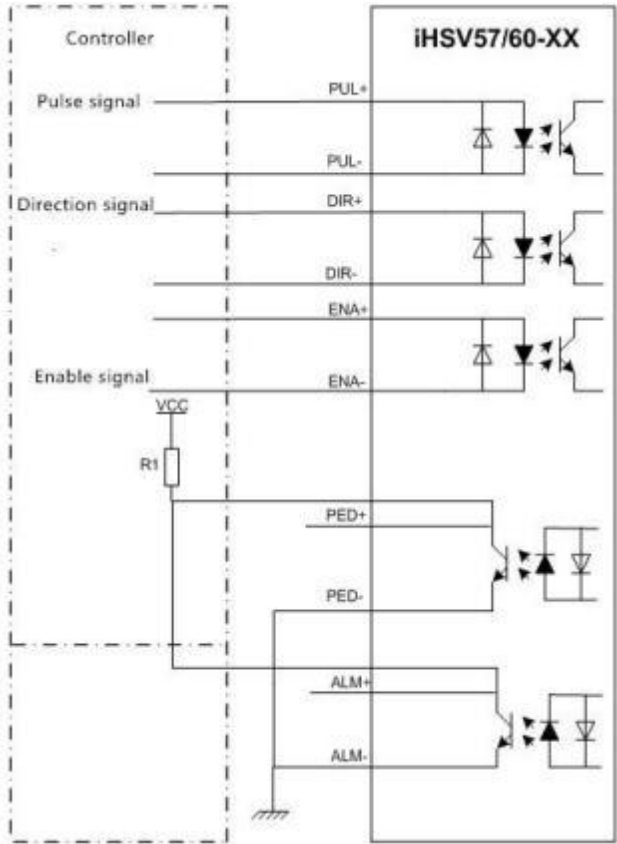 Controller
iHSV57/60-XX
Pulse signal
PUL+
PUL-
Direction signal
DIR+
DIR-
ENA+
Enable signal
ENA-
VCC
R1
PED+
PED-
ALM+
ALM-